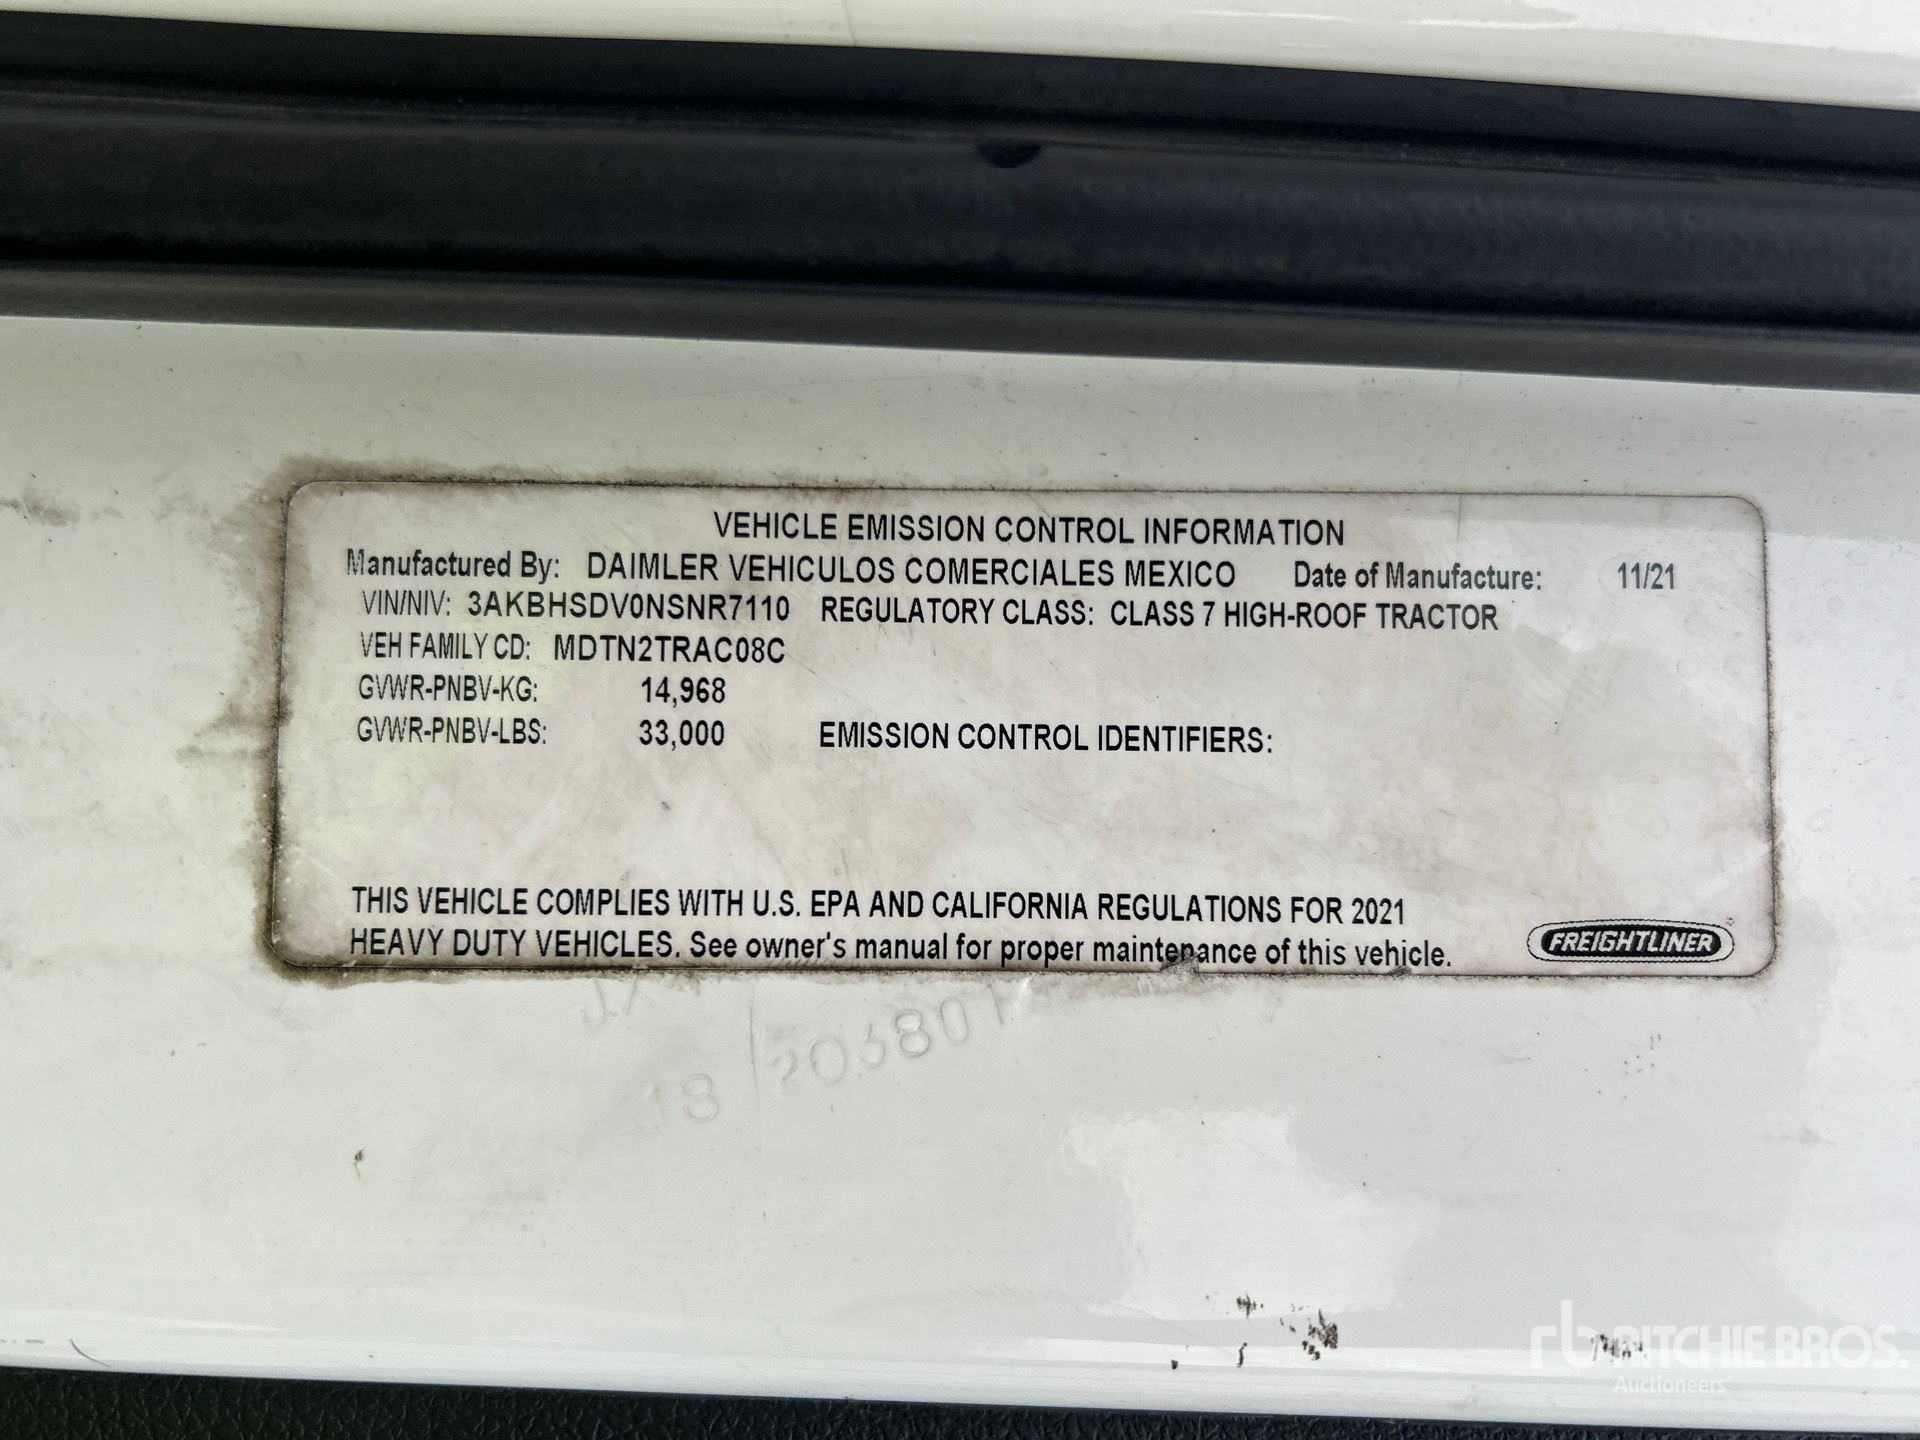 VEHICLE EMISSION CONTROL INFORMATION
Manufactured By: DAIMLER VEHICULOS COMERCIALES MEXICO Date of Manufacture: 11/21
VIN/NIV: 3AKBHSDV0NSNR7110 REGULATORY CLASS: CLASS 7 HIGH-ROOF TRACTOR
VEH FAMILY CD: MDTN2TRAC08C
GVWR-PNBV-KG: 14,968
GVWR-PNBV-LBS: 33,000 EMISSION CONTROL IDENTIFIERS:
THIS VEHICLE COMPLIES WITH U.S. EPA AND CALIFORNIA REGULATIONS FOR 2021
HEAVY DUTY VEHICLES. See owner's manual for proper maintenance of this vehicle.
FREIGHTLINER
rb RITCHIE BROS.
Auctioneers